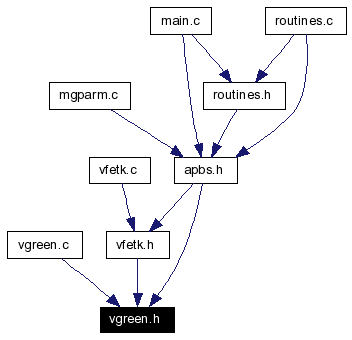 main.c
routines.c
mgparm.c
routines.h
vfetk.c
apbs.h
vgreen.c
vfetk.h
vgreen.h